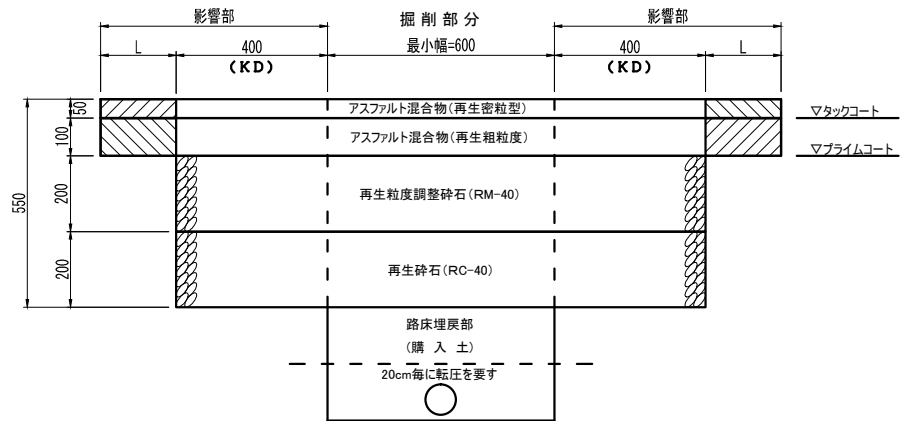 影響部 掘削部分 影響部
L 400 最小幅=600 400 L
(KD) (KD)
50 アスファルト混合物(再生密粒型) ▽タックコート
100 アスファルト混合物(再生粗粒度) ▽プライムコート
550
200 再生粒度調整砕石(RM-40)
200 再生砕石(RC-40)
路床埋戻部
(購 入 土)
20cm毎に転圧を要す